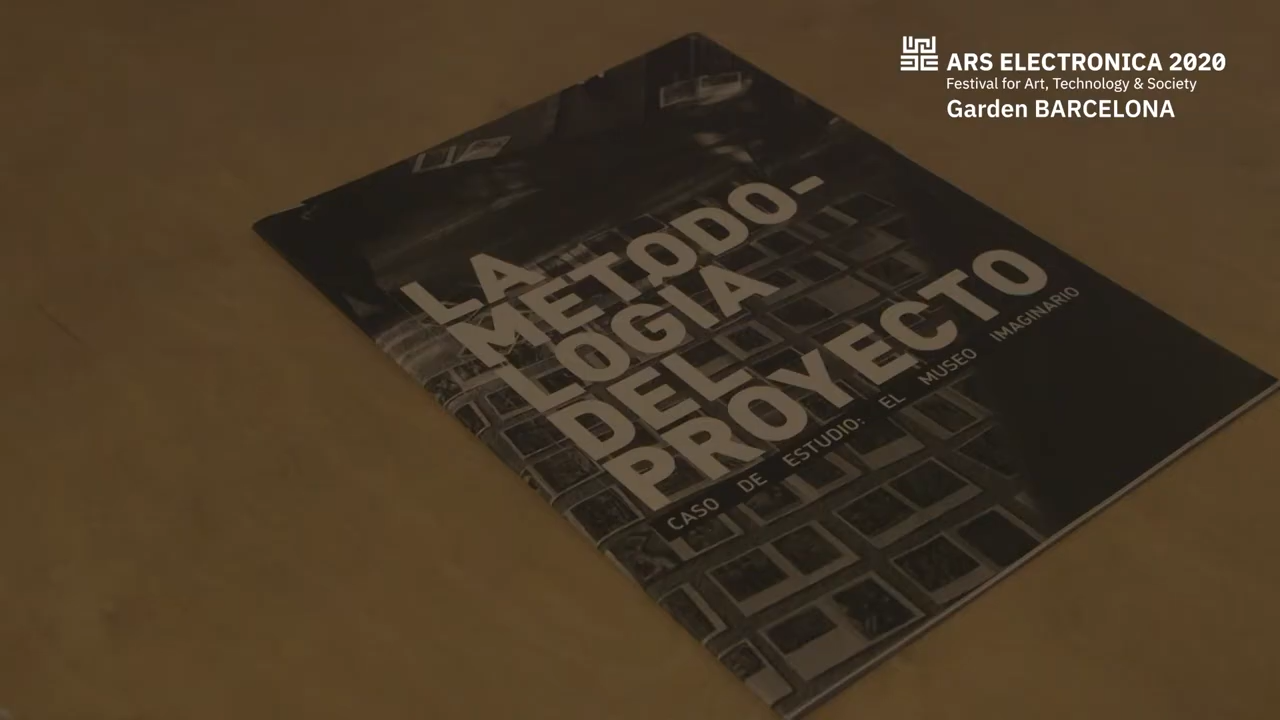 ARS ELECTRONICA 2020
Festival for Art, Technology & Society
Garden BARCELONA
LA
METODO-
LOGÍA
DEL
PROYECTO
CASO DE ESTUDIO: EL MUSEO IMAGINARIO